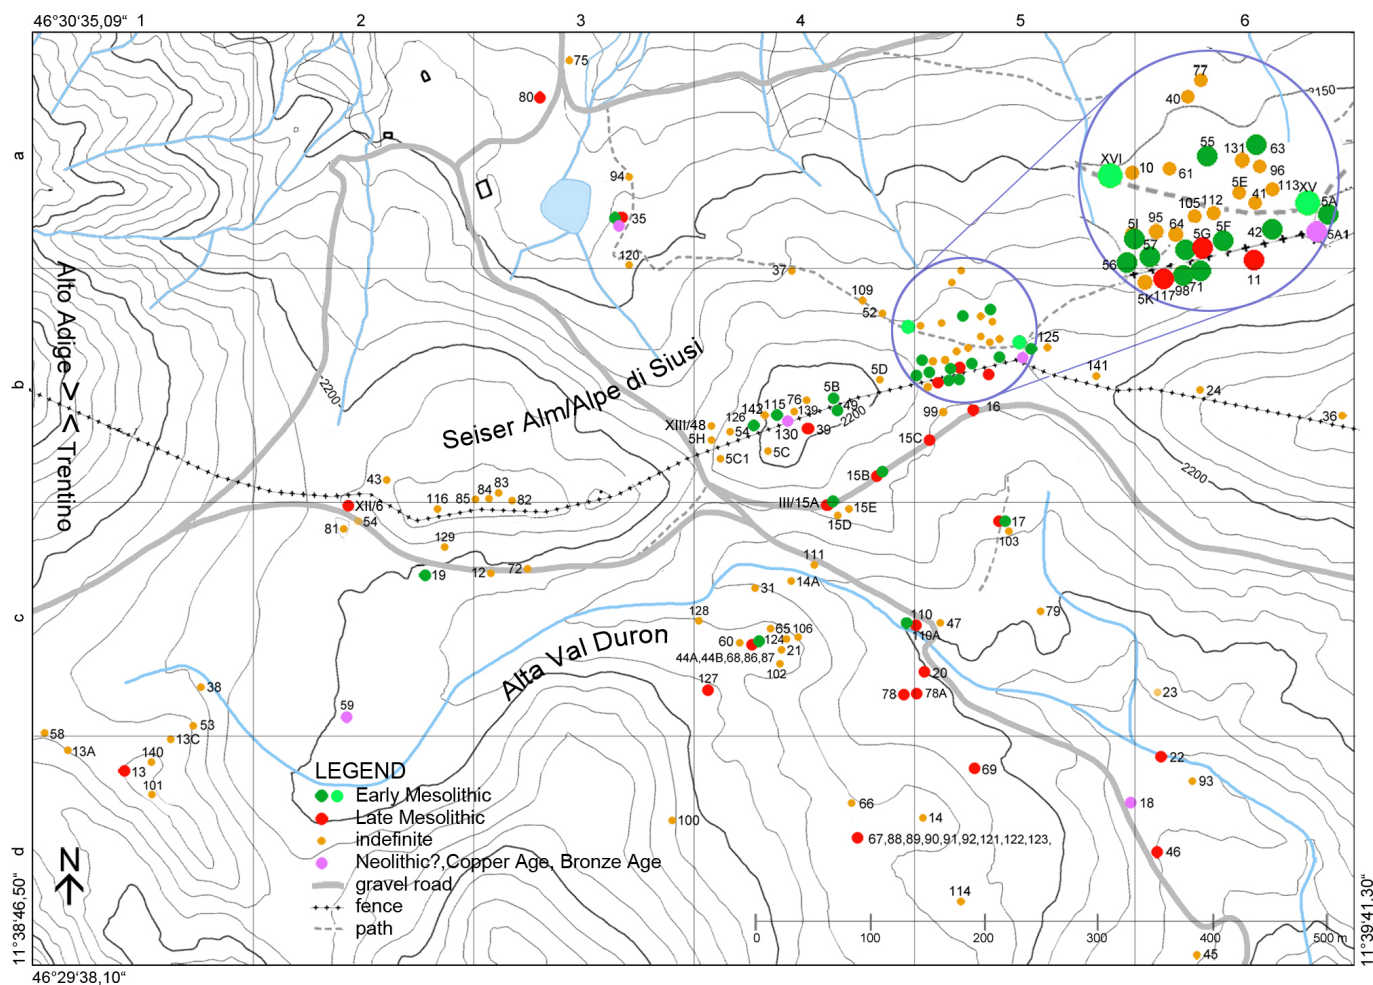 46°30'35,09“ 1 2 3 4 5 6
a
b
c
d
75
80
94
35
120
37
109
52
77
40
2150
55
131
63
XVI
10
61
96
5E
113
XV
41
105
112
5A
95
64
5I
5G
5F
42
5A1
57
56
5K
117
98
71
11
125
141
24
36
2200
Alto Adige >< Trentino
Seiser Alm/Alpe di Siusi
5D
5B
76
49
142
115
139
2200
126
XIII/48
54
130
39
5H
5C
5C1
99
16
15C
15B
2200
43
83
84
85
82
116
XII/6
54
81
III/15A
15E
15D
17
103
129
19
12
72
111
31
14A
128
65
106
60
124
21
44A,44B,68,86,87
102
127
110
110A
47
79
20
78
78A
23
Alta Val Duron
38
59
53
58
13C
13A
140
13
101
22
93
69
18
66
14
100
67,88,89,90,91,92,121,122,123,
46
114
45
LEGEND
Early Mesolithic
Late Mesolithic
indefinite
Neolithic?,Copper Age, Bronze Age
gravel road
fence
path
N
0 100 200 300 400 500 m
11°38'46,50“
11°39'41.30“
46°29'38,10“